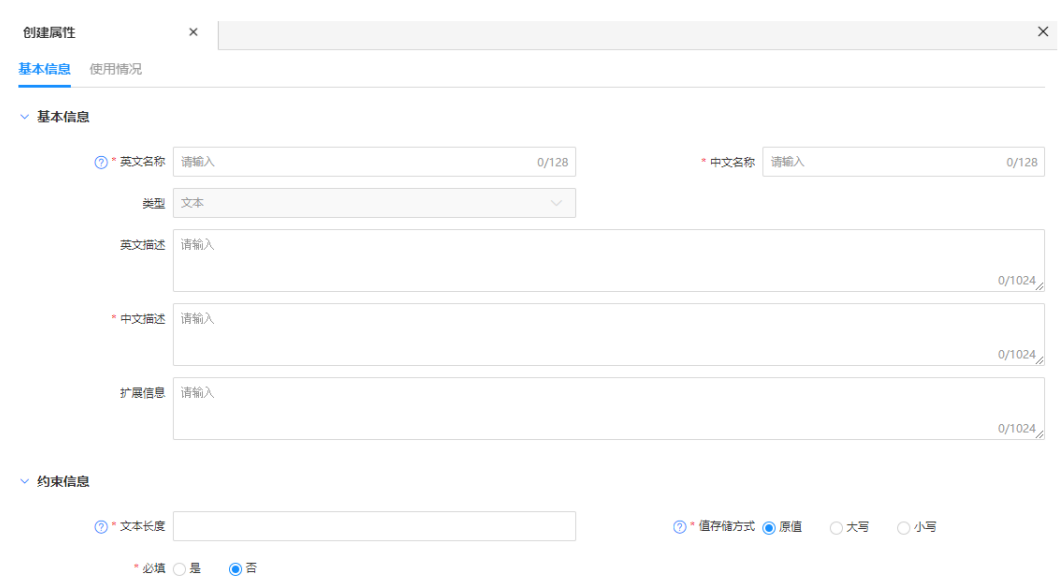 创建属性
基本信息 使用情况
基本信息
* 英文名称 请输入 0/128 * 中文名称 请输入 0/128
类型 文本
英文描述 请输入
0/1024
* 中文描述 请输入
0/1024
扩展信息 请输入
0/1024
约束信息
* 文本长度 * 值存储方式 原值 大写 小写
* 必填 是 否